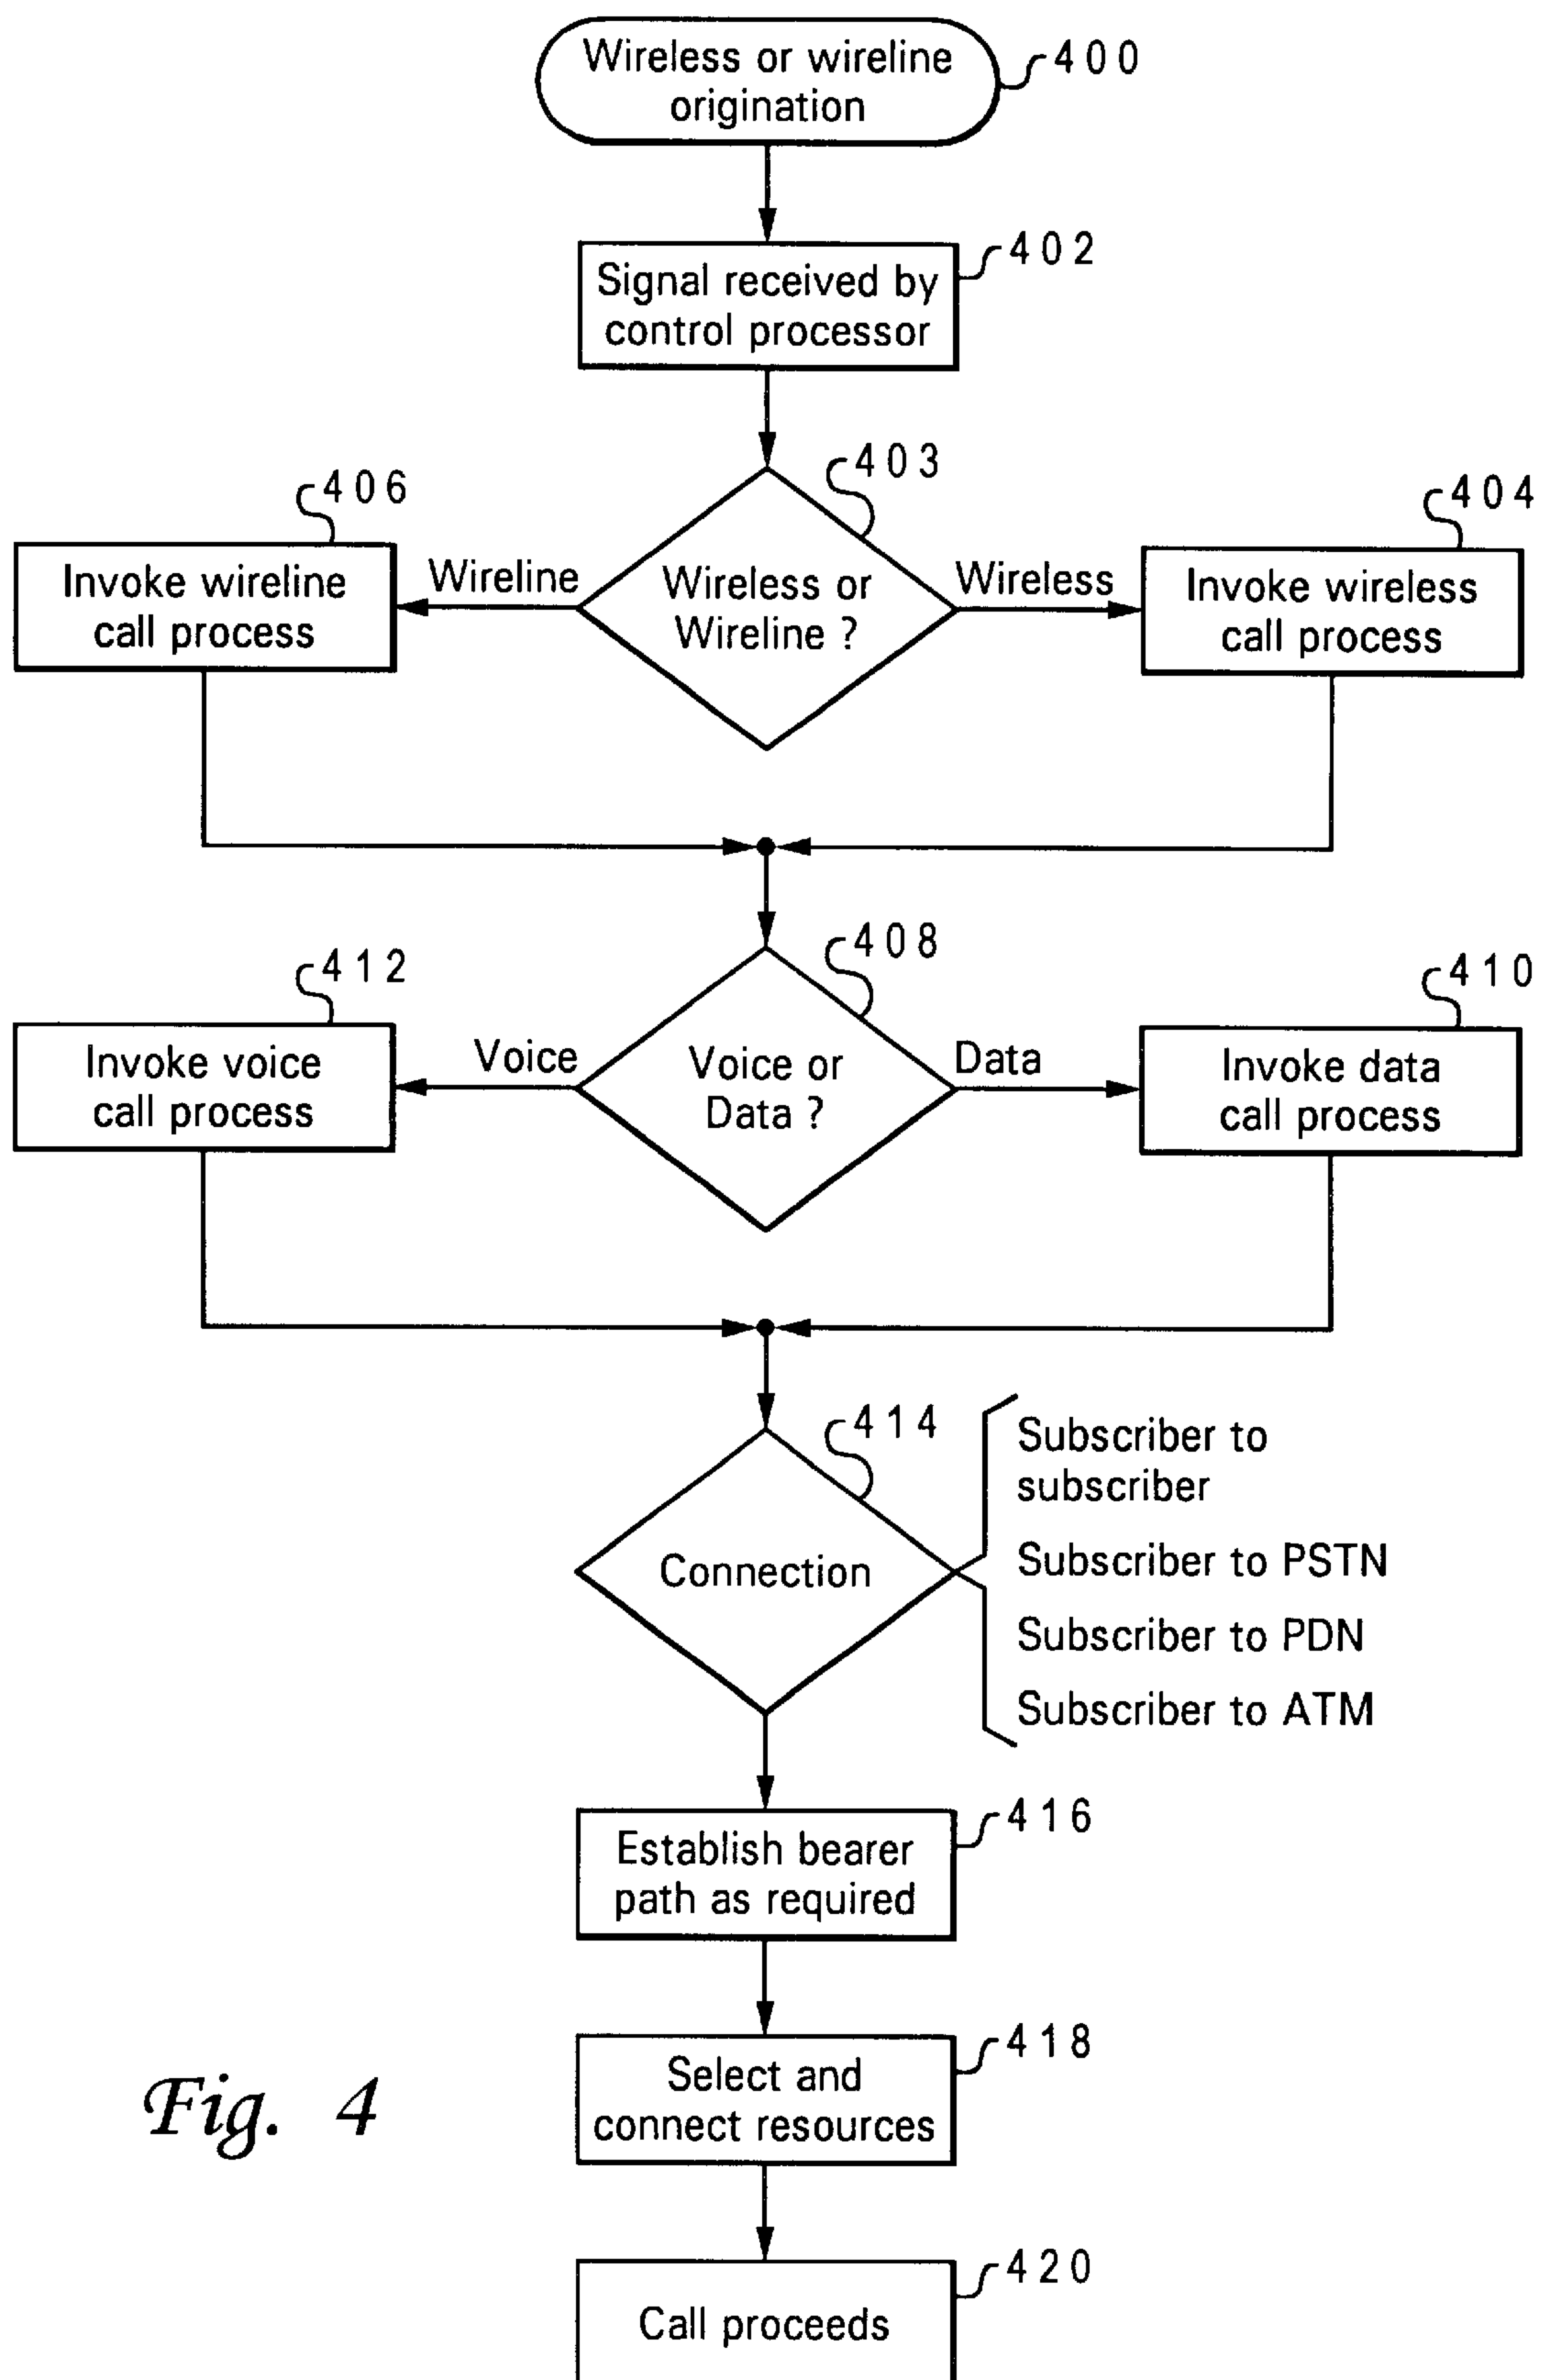 Wireless or wireline
origination
400
Signal received by
control processor
402
403
406
404
Invoke wireline
call process
Wireline
Wireless or
Wireline ?
Wireless
Invoke wireless
call process
408
412
410
Invoke voice
call process
Voice
Voice or
Data ?
Data
Invoke data
call process
414
Connection
Subscriber to
subscriber
Subscriber to PSTN
Subscriber to PDN
Subscriber to ATM
416
Establish bearer
path as required
418
Select and
connect resources
Fig. 4
420
Call proceeds